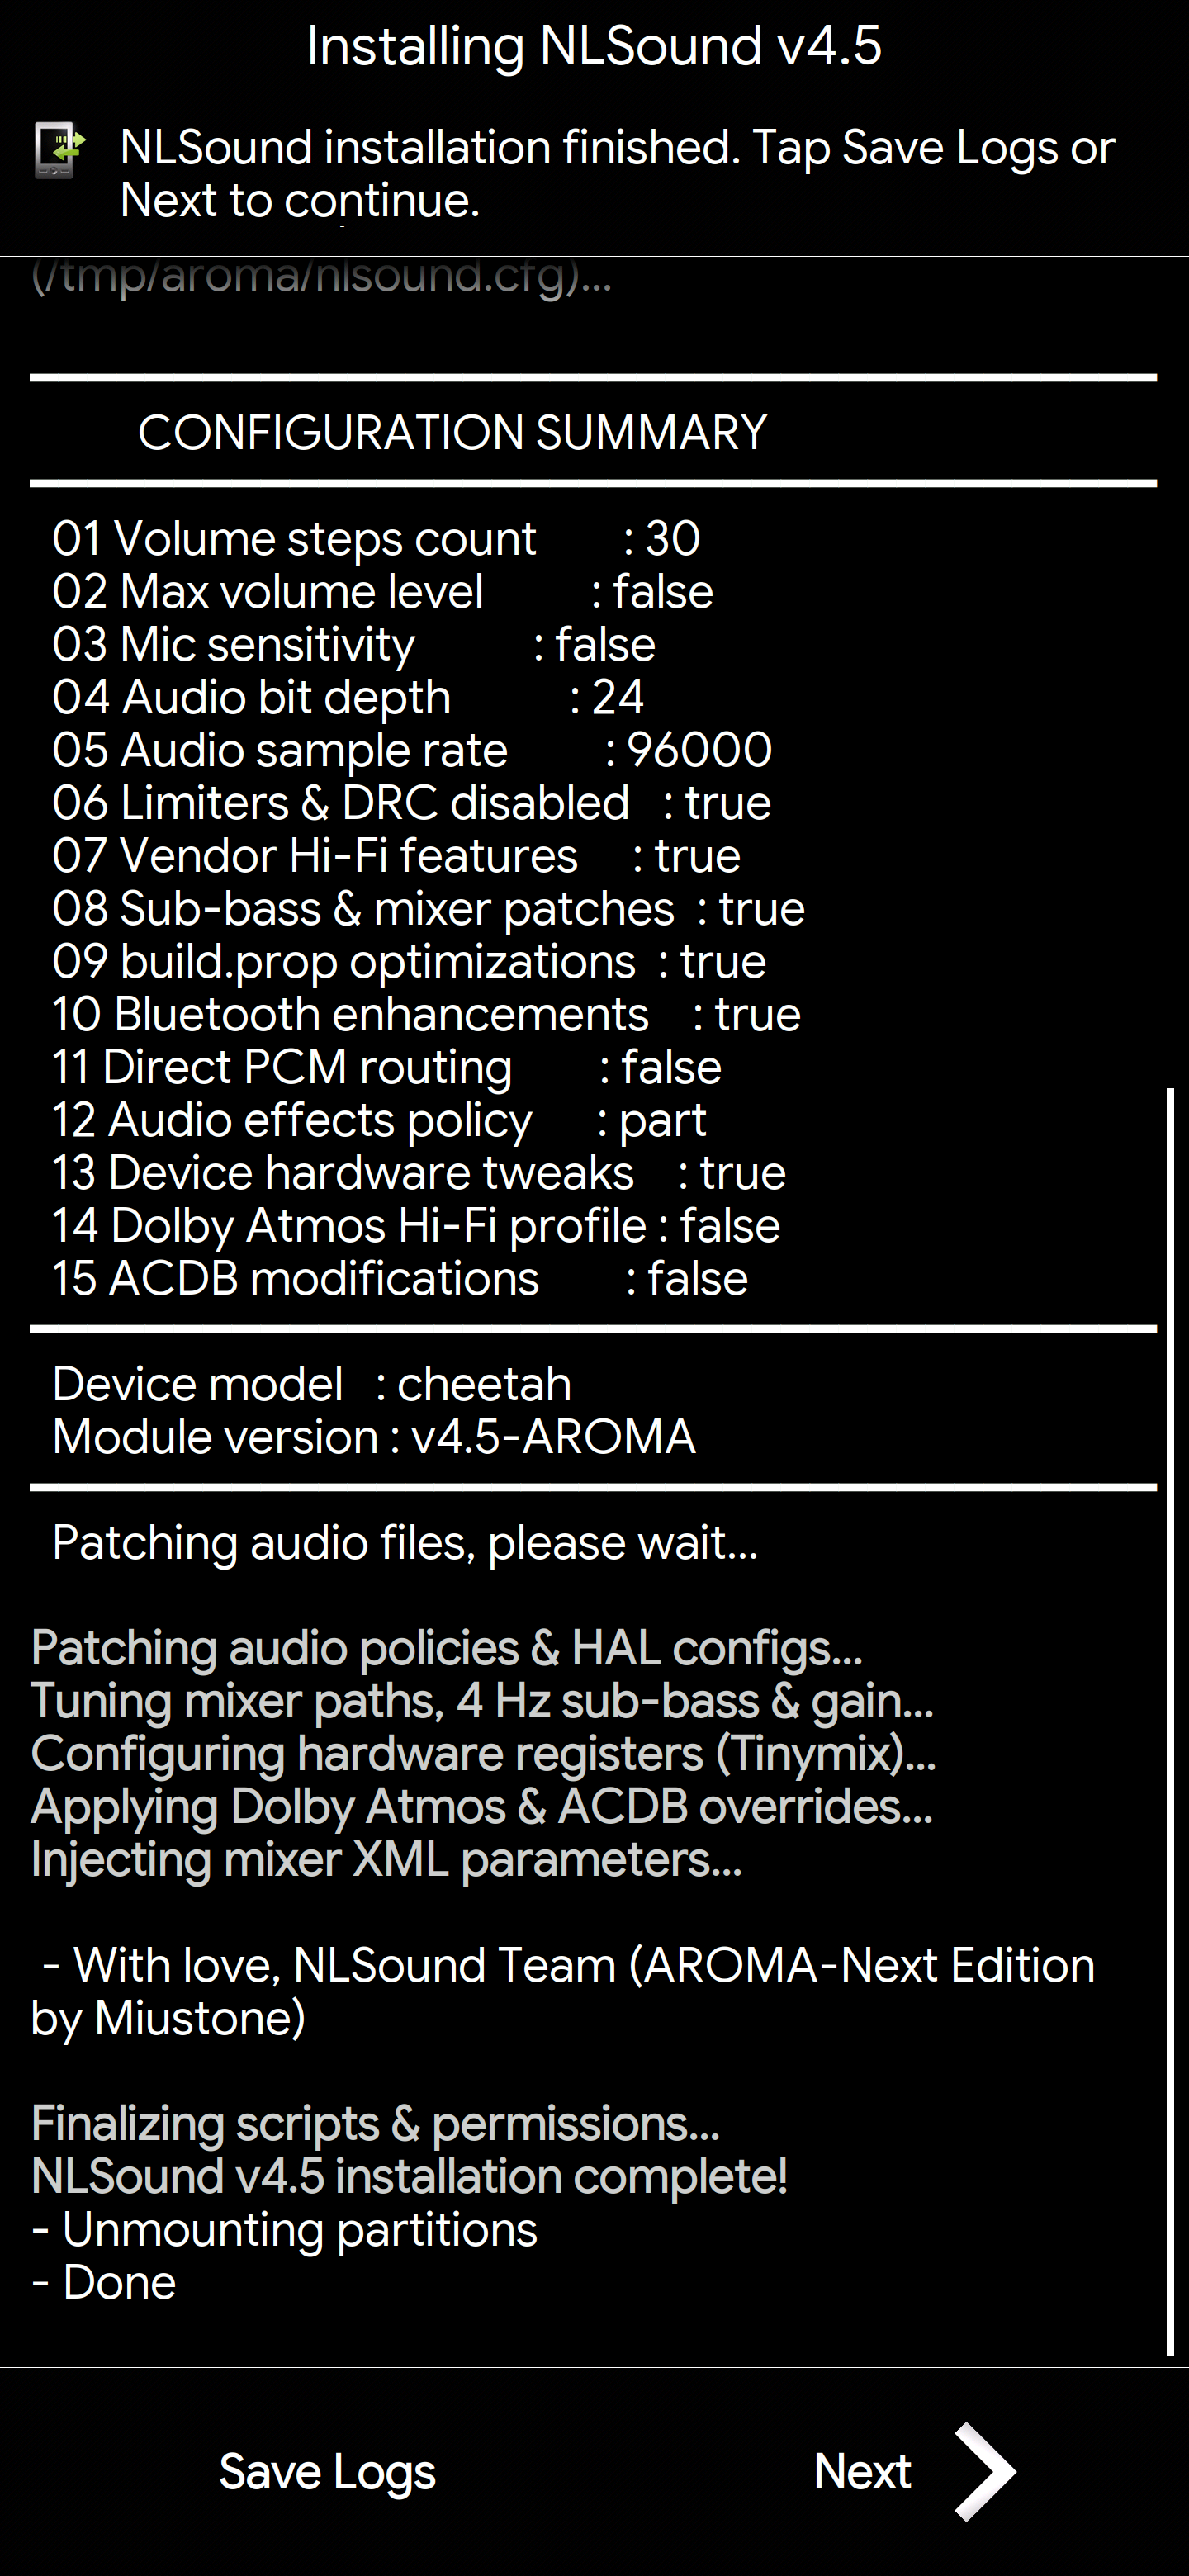 Installing NLSound v4.5
NLSound installation finished. Tap Save Logs or
Next to continue.
(/tmp/aroma/nlsound.cfg)...
CONFIGURATION SUMMARY
01 Volume steps count : 30
02 Max volume level : false
03 Mic sensitivity : false
04 Audio bit depth : 24
05 Audio sample rate : 96000
06 Limiters & DRC disabled : true
07 Vendor Hi-Fi features : true
08 Sub-bass & mixer patches : true
09 build.prop optimizations : true
10 Bluetooth enhancements : true
11 Direct PCM routing : false
12 Audio effects policy : part
13 Device hardware tweaks : true
14 Dolby Atmos Hi-Fi profile : false
15 ACDB modifications : false
Device model : cheetah
Module version : v4.5-AROMA
Patching audio files, please wait...
Patching audio policies & HAL configs...
Tuning mixer paths, 4 Hz sub-bass & gain...
Configuring hardware registers (Tinymix)...
Applying Dolby Atmos & ACDB overrides...
Injecting mixer XML parameters...
- With love, NLSound Team (AROMA-Next Edition
by Miustone)
Finalizing scripts & permissions...
NLSound v4.5 installation complete!
- Unmounting partitions
- Done
Save Logs
Next